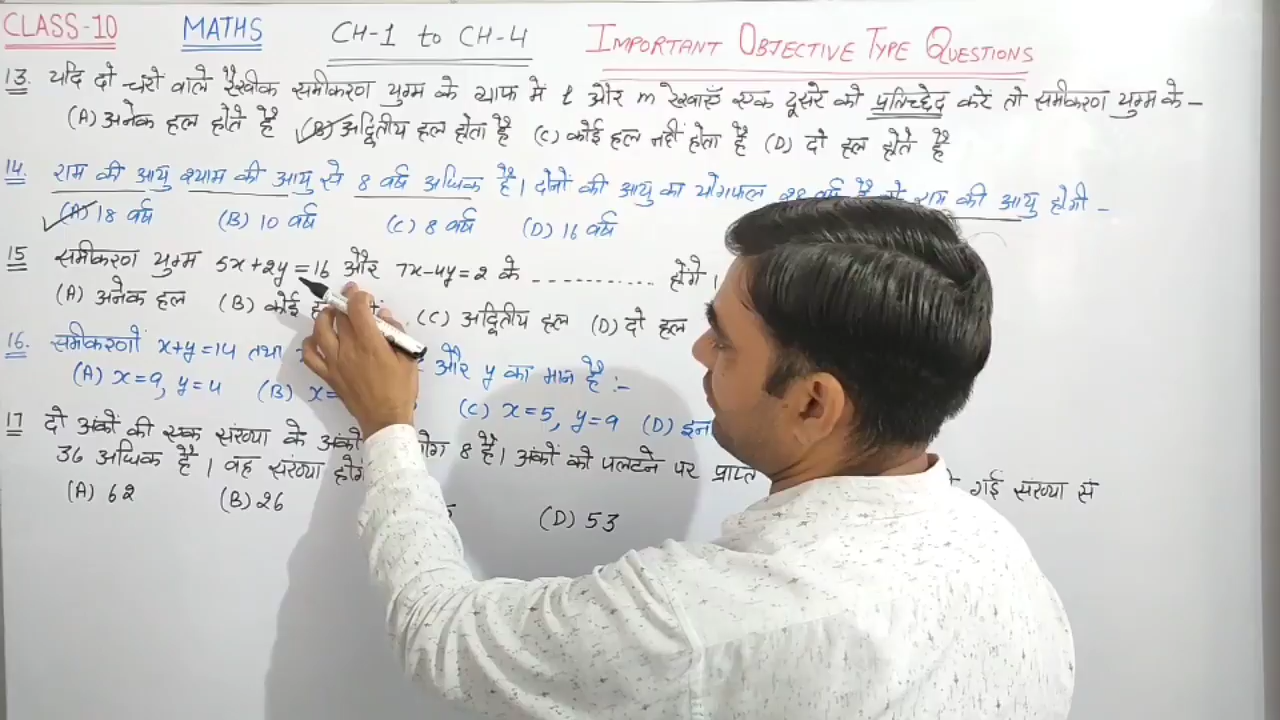 CLASS-10 MATHS CH-1 to CH-4 IMPORTANT OBJECTIVE TYPE QUESTIONS
13. यदि दो चरों वाले रैखीक समीकरण युग्म के ग्राफ में l और m रेखाएँ एक दूसरे को प्रतिच्छेद करें तो समीकरण युग्म के –
(A) अनेक हल होते है (B) अद्वितीय हल होता है (C) कोई हल नहीं होता है (D) दो हल होते है
14. राम की आयु श्याम की आयु से 8 वर्ष अधिक है। दोनों की आयु का योगफल 28 वर्ष है तो राम की आयु होगी –
(A) 18 वर्ष (B) 10 वर्ष (C) 8 वर्ष (D) 16 वर्ष
15 समीकरण युग्म 5x+2y=16 और 7x-4y=2 के ............ होंगे।
(A) अनेक हल (B) कोई (C) अद्वितीय हल (D) दो हल
16. समीकरणों x+y=14 तथा और y का मान है :-
(A) x=9, y=4 (B) x= (C) x=5, y=9 (D)
17 दो अंकों की एक संख्या के अंकों योग 8 है। अंकों को पलटने पर प्राप्त गई संख्या से
36 अधिक है। वह संख्या
(A) 62 (B) 26 (D) 53